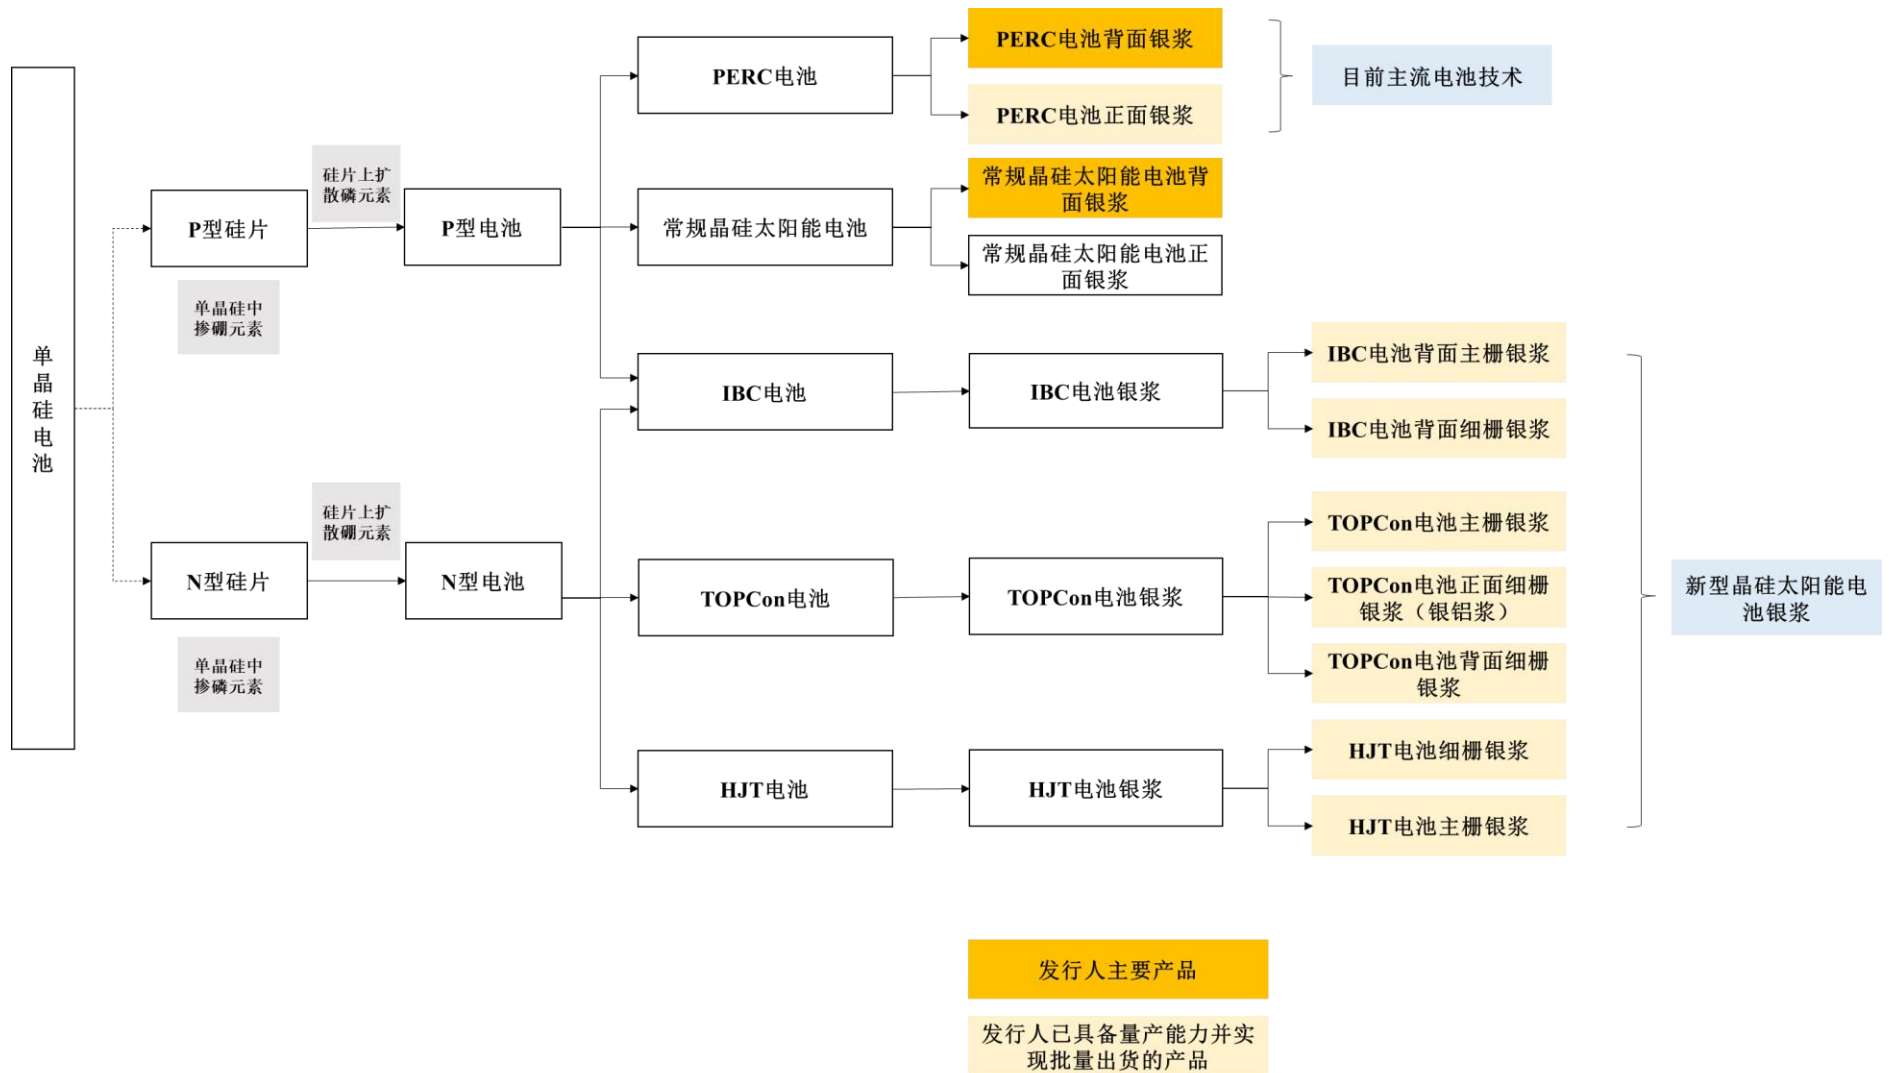 单
晶
硅
电
池
P型硅片
单晶硅中
掺硼元素
硅片上扩
散磷元素
P型电池
N型硅片
单晶硅中
掺磷元素
硅片上扩
散硼元素
N型电池
PERC电池
PERC电池背面银浆
PERC电池正面银浆
目前主流电池技术
常规晶硅太阳能电池
常规晶硅太阳能电池背
面银浆
常规晶硅太阳能电池正
面银浆
IBC电池
IBC电池银浆
IBC电池背面主栅银浆
IBC电池背面细栅银浆
TOPCon电池
TOPCon电池银浆
TOPCon电池主栅银浆
TOPCon电池正面细栅
银浆（银铝浆）
TOPCon电池背面细栅
银浆
HJT电池
HJT电池银浆
HJT电池细栅银浆
HJT电池主栅银浆
新型晶硅太阳能电
池银浆
发行人主要产品
发行人已具备量产能力并实
现批量出货的产品